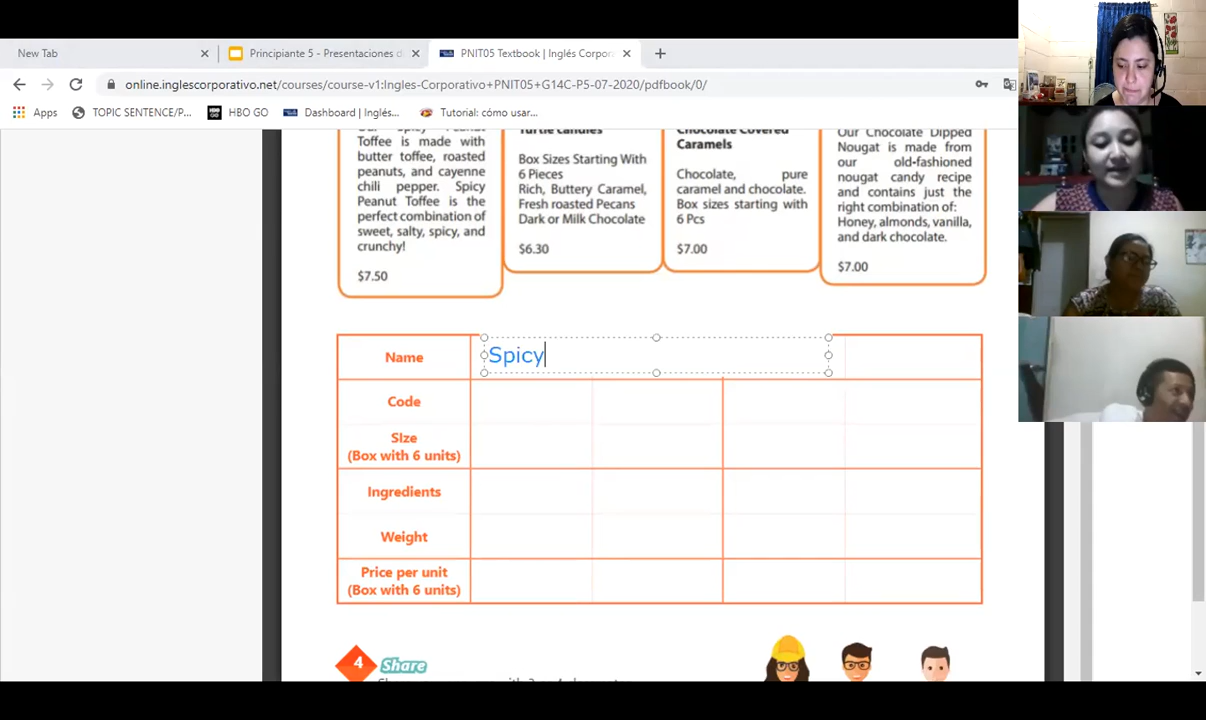 New Tab
Principiante 5 - Presentaciones d
PNIT05 Textbook | Inglés Corpor
online.inglescorporativo.net/courses/course-v1:Ingles-Corporativo+PNIT05+G14C-P5-07-2020/pdfbook/0/
Apps
TOPIC SENTENCE/P...
HBO GO
Dashboard | Inglés...
Tutorial: cómo usar...
Our Spicy Peanut
Toffee is made with
butter toffee, roasted
peanuts, and cayenne
chili pepper. Spicy
Peanut Toffee is the
perfect combination of
sweet, salty, spicy, and
crunchy!
$7.50
Turtle candies
Box Sizes Starting With
6 Pieces
Rich, Buttery Caramel,
Fresh roasted Pecans
Dark or Milk Chocolate
$6.30
Chocolate Covered
Caramels
Chocolate, pure
caramel and chocolate.
Box sizes starting with
6 Pcs
$7.00
Our Chocolate Dipped
Nougat is made from
our old-fashioned
nougat candy recipe
and contains just the
right combination of:
Honey, almonds, vanilla,
and dark chocolate.
$7.00
Name
Spicy
Code
SIze
(Box with 6 units)
Ingredients
Weight
Price per unit
(Box with 6 units)
4 Share